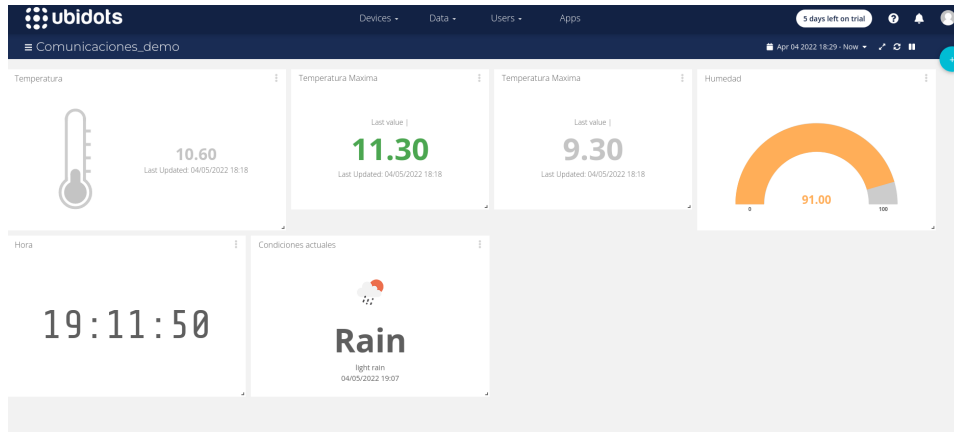 ubidots
Devices
Data
Users
Apps
5 days left on trial
Comunicaciones_demo
Apr 04 2022 18:29 - Now
Temperatura
10.60
Last Updated: 04/05/2022 18:18
Temperatura Maxima
Last value |
11.30
Last Updated: 04/05/2022 18:18
Temperatura Maxima
Last value |
9.30
Last Updated: 04/05/2022 18:18
Humedad
91.00
0
100
Hora
19:11:50
Condiciones actuales
Rain
light rain
04/05/2022 19:07